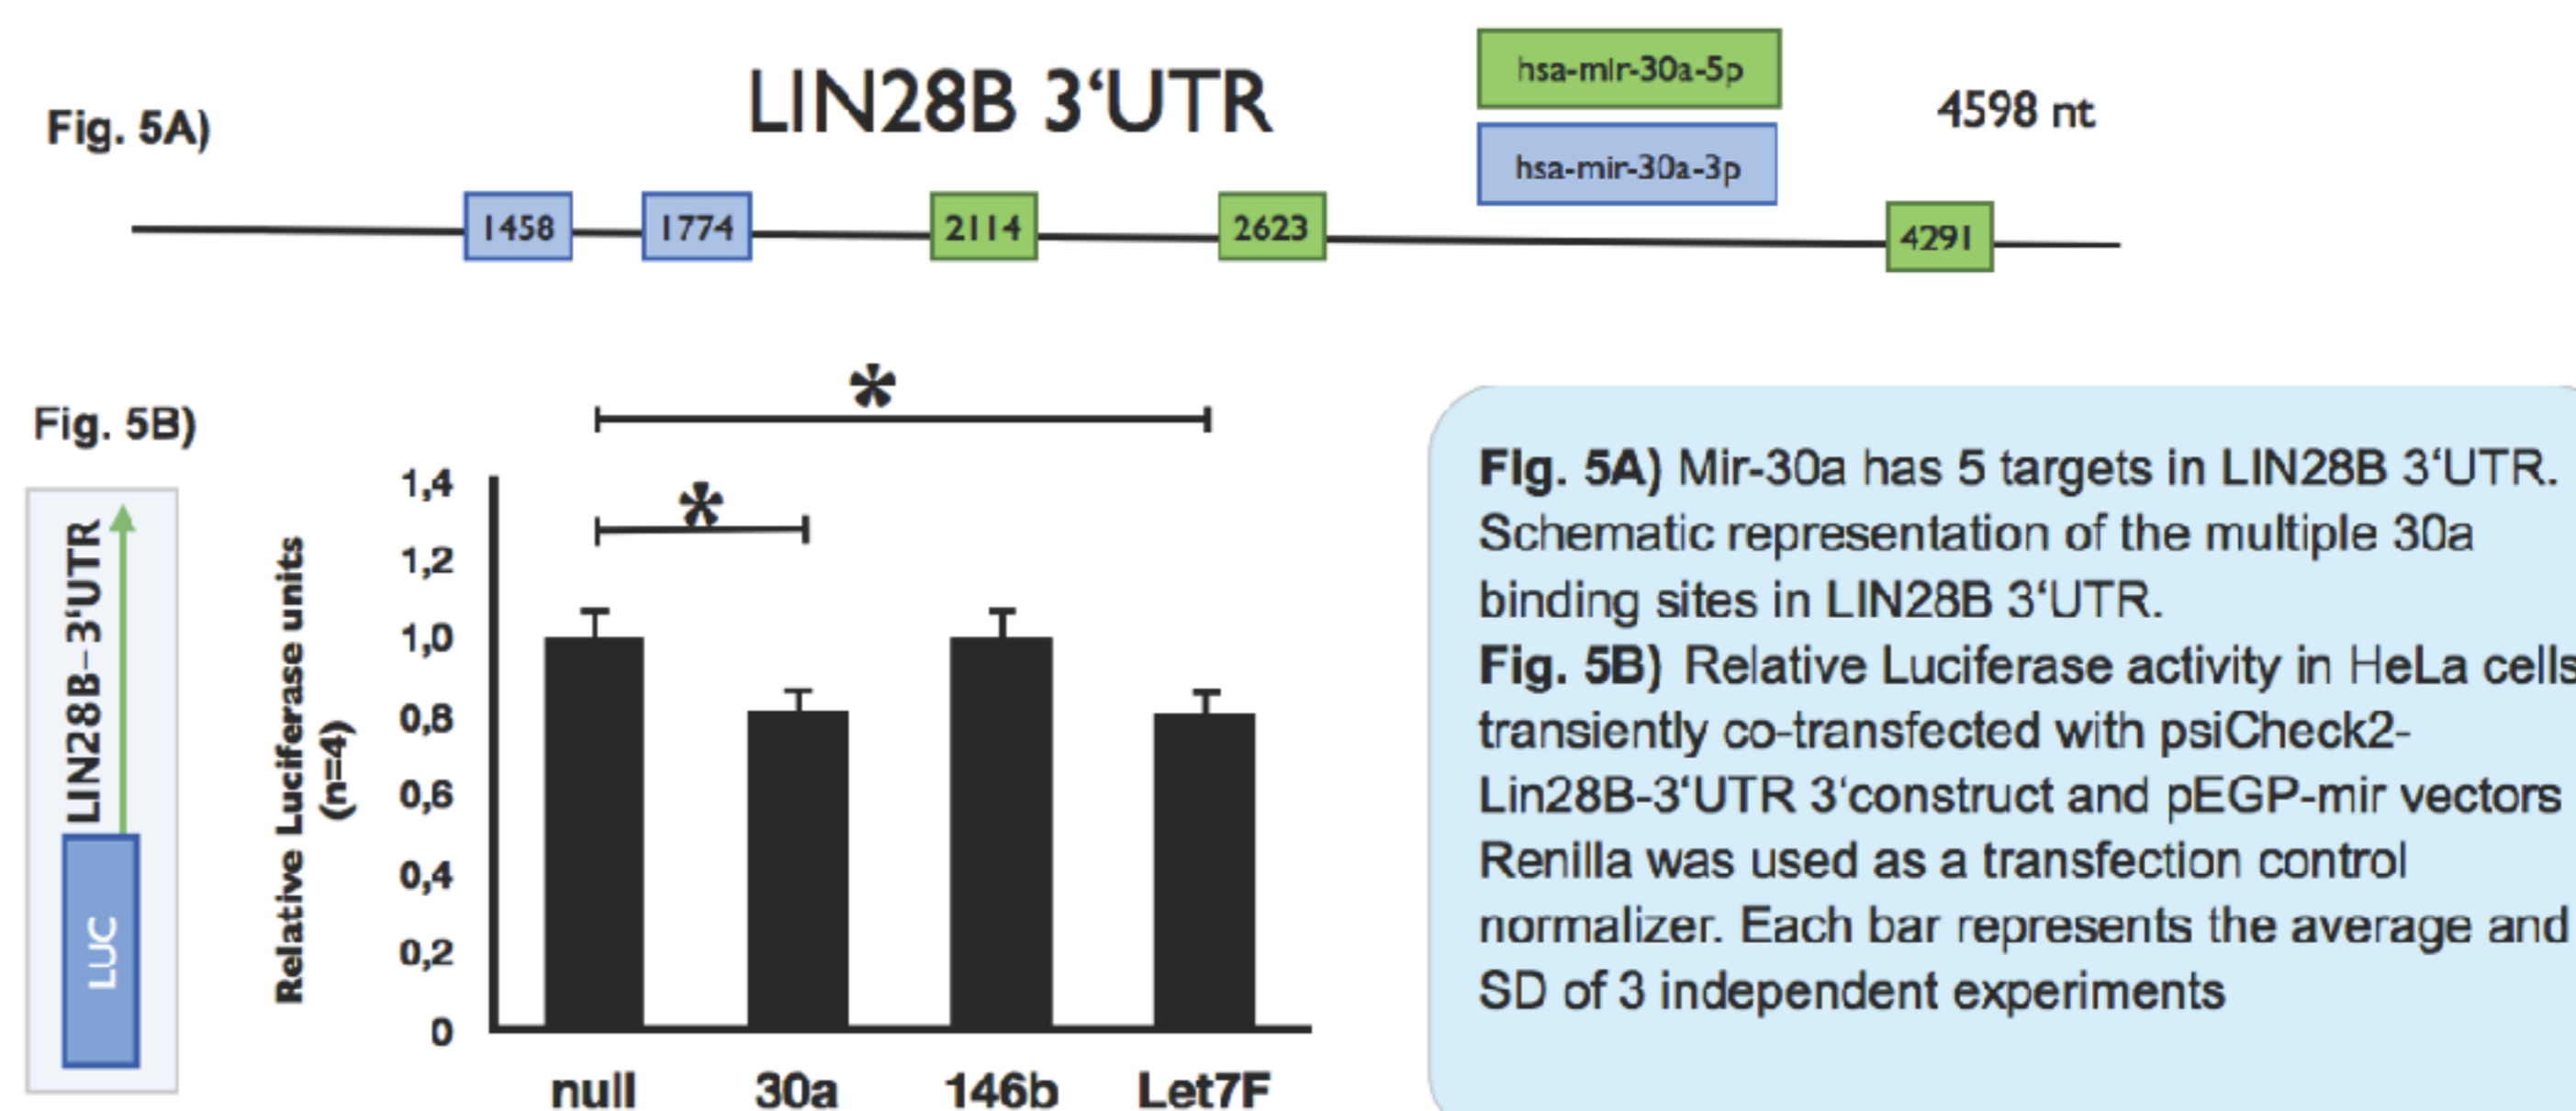 LIN28B 3‘UTR
hsa-mir-30a-5p
hsa-mir-30a-3p
4598 nt
Fig. 5A)
1458
1774
2114
2623
4291
Fig. 5B)
LIN28B-3‘UTR
LUC
Relative Luciferase units
(n=4)
*
*
1,4
1,2
1,0
0,8
0,6
0,4
0,2
0
null
30a
146b
Let7F
Fig. 5A) Mir-30a has 5 targets in LIN28B 3‘UTR.
Schematic representation of the multiple 30a
binding sites in LIN28B 3‘UTR.
Fig. 5B) Relative Luciferase activity in HeLa cells
transiently co-transfected with psiCheck2-
Lin28B-3‘UTR 3‘construct and pEGP-mir vectors
Renilla was used as a transfection control
normalizer. Each bar represents the average and
SD of 3 independent experiments